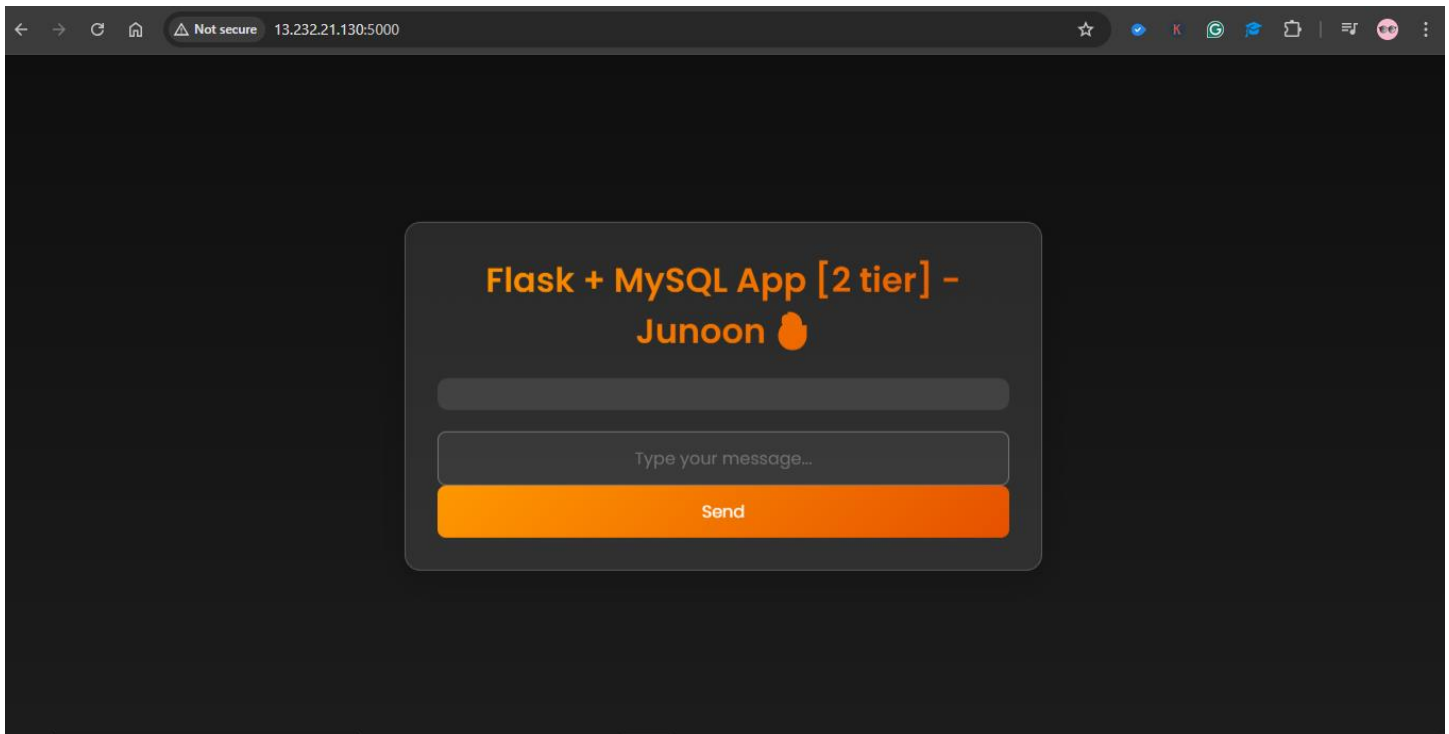 Not secure 13.232.21.130:5000
K
Flask + MySQL App [2 tier] -
Junoon
Type your message...
Send